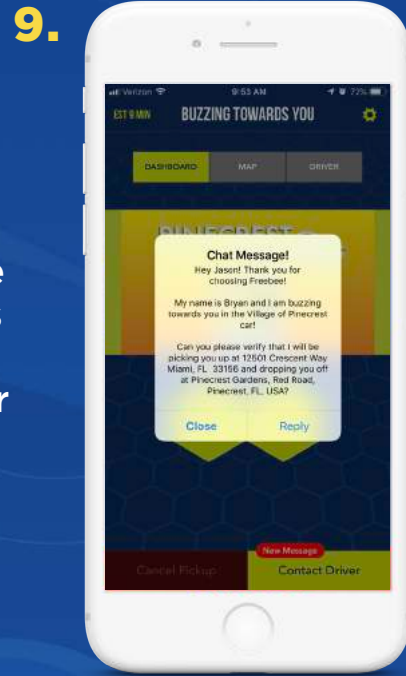 9.
Verizon
9:53 AM
72%
EST 9 MIN
BUZZING TOWARDS YOU
DASHBOARD
MAP
DRIVER
PINECREST
Chat Message!
Hey Jason! Thank you for
choosing Freebee!
My name is Bryan and I am buzzing
towards you in the Village of Pinecrest
car!
Can you please verify that I will be
picking you up at 12501 Crescent Way
Miami, FL 33156 and dropping you off
at Pinecrest Gardens, Red Road,
Pinecrest, FL, USA?
Close
Reply
New Message
Cancel Pickup
Contact Driver